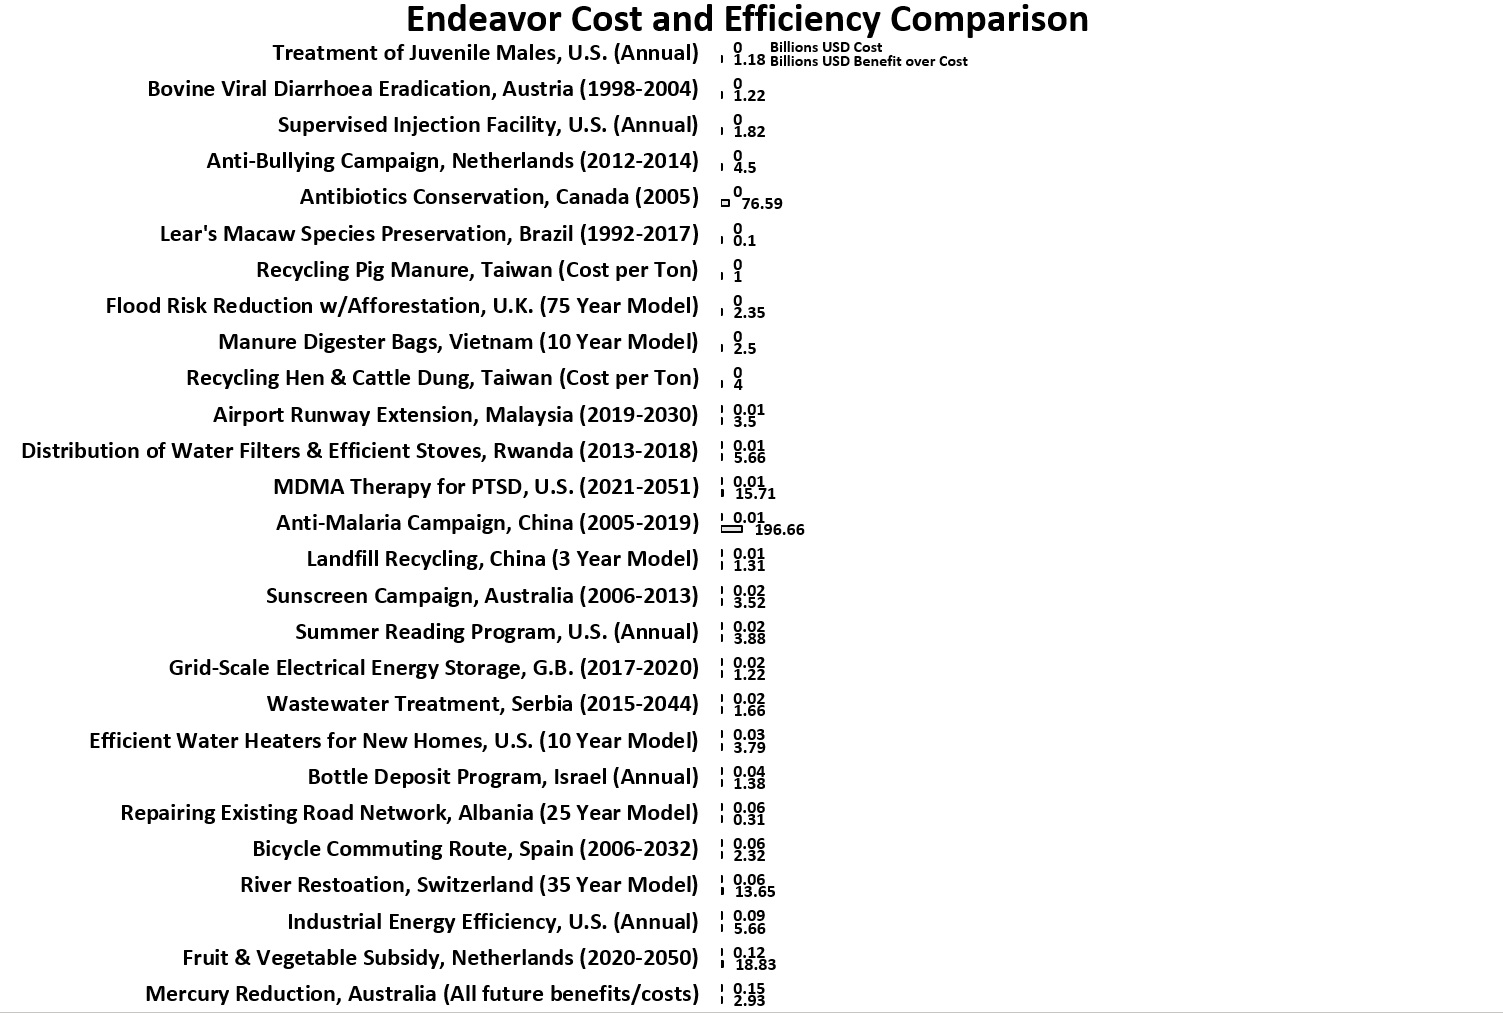 Endeavor Cost and Efficiency Comparison
Treatment of Juvenile Males, U.S. (Annual) 0 Billions USD Cost
1.18 Billions USD Benefit over Cost
Bovine Viral Diarrhoea Eradication, Austria (1998-2004) 0
1.22
Supervised Injection Facility, U.S. (Annual) 0
1.82
Anti-Bullying Campaign, Netherlands (2012-2014) 0
4.5
Antibiotics Conservation, Canada (2005) 0
76.59
Lear's Macaw Species Preservation, Brazil (1992-2017) 0
0.1
Recycling Pig Manure, Taiwan (Cost per Ton) 0
1
Flood Risk Reduction w/Afforestation, U.K. (75 Year Model) 0
2.35
Manure Digester Bags, Vietnam (10 Year Model) 0
2.5
Recycling Hen & Cattle Dung, Taiwan (Cost per Ton) 0
4
Airport Runway Extension, Malaysia (2019-2030) 0.01
3.5
Distribution of Water Filters & Efficient Stoves, Rwanda (2013-2018) 0.01
5.66
MDMA Therapy for PTSD, U.S. (2021-2051) 0.01
15.71
Anti-Malaria Campaign, China (2005-2019) 0.01
196.66
Landfill Recycling, China (3 Year Model) 0.01
1.31
Sunscreen Campaign, Australia (2006-2013) 0.02
3.52
Summer Reading Program, U.S. (Annual) 0.02
3.88
Grid-Scale Electrical Energy Storage, G.B. (2017-2020) 0.02
1.22
Wastewater Treatment, Serbia (2015-2044) 0.02
1.66
Efficient Water Heaters for New Homes, U.S. (10 Year Model) 0.03
3.79
Bottle Deposit Program, Israel (Annual) 0.04
1.38
Repairing Existing Road Network, Albania (25 Year Model) 0.06
0.31
Bicycle Commuting Route, Spain (2006-2032) 0.06
2.32
River Restoation, Switzerland (35 Year Model) 0.06
13.65
Industrial Energy Efficiency, U.S. (Annual) 0.09
5.66
Fruit & Vegetable Subsidy, Netherlands (2020-2050) 0.12
18.83
Mercury Reduction, Australia (All future benefits/costs) 0.15
2.93